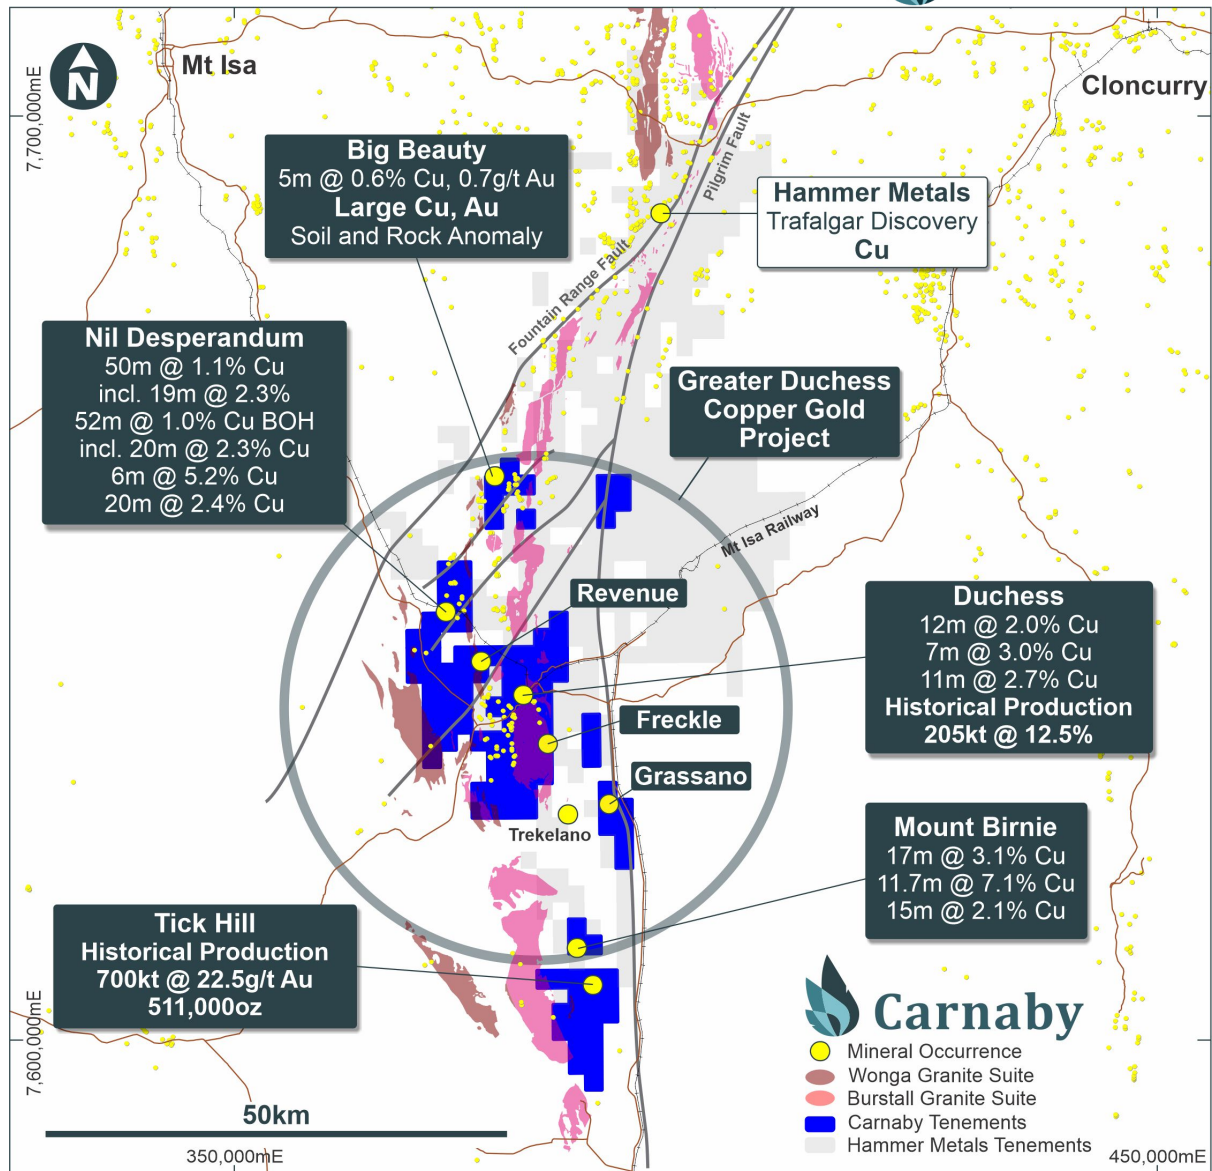 Mt Isa
N
Cloncurry
7,700,000mE
Big Beauty
5m @ 0.6% Cu, 0.7g/t Au
Large Cu, Au
Soil and Rock Anomaly
Pilgrim Fault
Hammer Metals
Trafalgar Discovery
Cu
Fountain Range Fault
Nil Desperandum
50m @ 1.1% Cu
incl. 19m @ 2.3%
52m @ 1.0% Cu BOH
incl. 20m @ 2.3% Cu
6m @ 5.2% Cu
20m @ 2.4% Cu
Greater Duchess
Copper Gold
Project
Mt Isa Railway
Revenue
Duchess
12m @ 2.0% Cu
7m @ 3.0% Cu
11m @ 2.7% Cu
Historical Production
205kt @ 12.5%
Freckle
Grassano
Trekelano
Mount Birnie
17m @ 3.1% Cu
11.7m @ 7.1% Cu
15m @ 2.1% Cu
Tick Hill
Historical Production
700kt @ 22.5g/t Au
511,000oz
Carnaby
Mineral Occurrence
Wonga Granite Suite
Burstall Granite Suite
Carnaby Tenements
Hammer Metals Tenements
7,600,000mE
50km
350,000mE
450,000mE